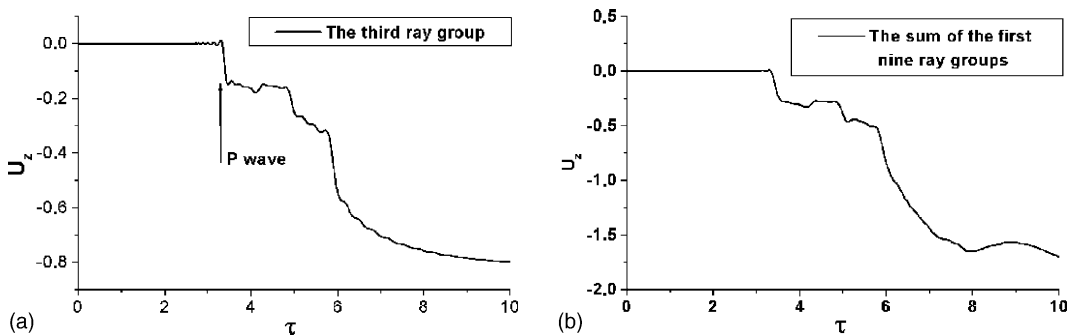 0.0
-0.2
-0.4
-0.6
-0.8
U z
The third ray group
P wave
0 2 4 6 8 10
τ
(a)
0.5
0.0
-0.5
-1.0
-1.5
-2.0
U z
The sum of the first
nine ray groups
0 2 4 6 8 10
τ
(b)